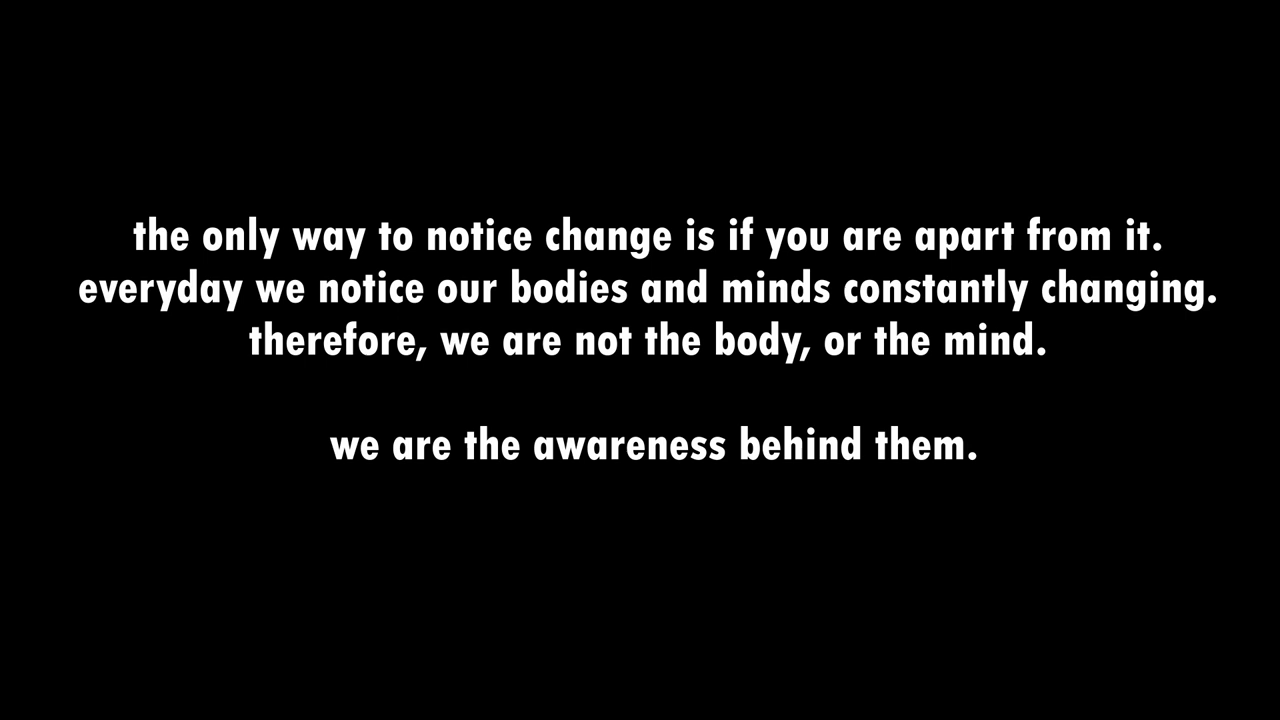 the only way to notice change is if you are apart from it.
everyday we notice our bodies and minds constantly changing.
therefore, we are not the body, or the mind.
we are the awareness behind them.